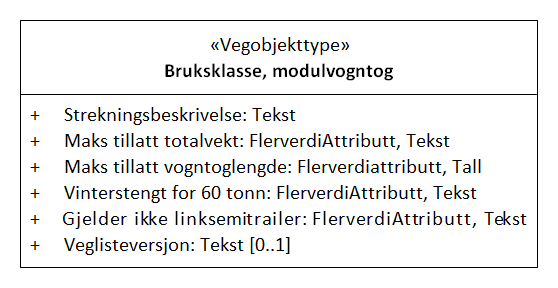 «Vegobjekttype»
Bruksklasse, modulvogntog
+ Strekningsbeskrivelse: Tekst
+ Maks tillatt totalvekt: FlerverdiAttributt, Tekst
+ Maks tillatt vogntoglengde: Flerverdiattributt, Tall
+ Vinterstengt for 60 tonn: FlerverdiAttributt, Tekst
+ Gjelder ikke linksemitrailer: FlerverdiAttributt, Tekst
+ Veglisteversjon: Tekst [0..1]